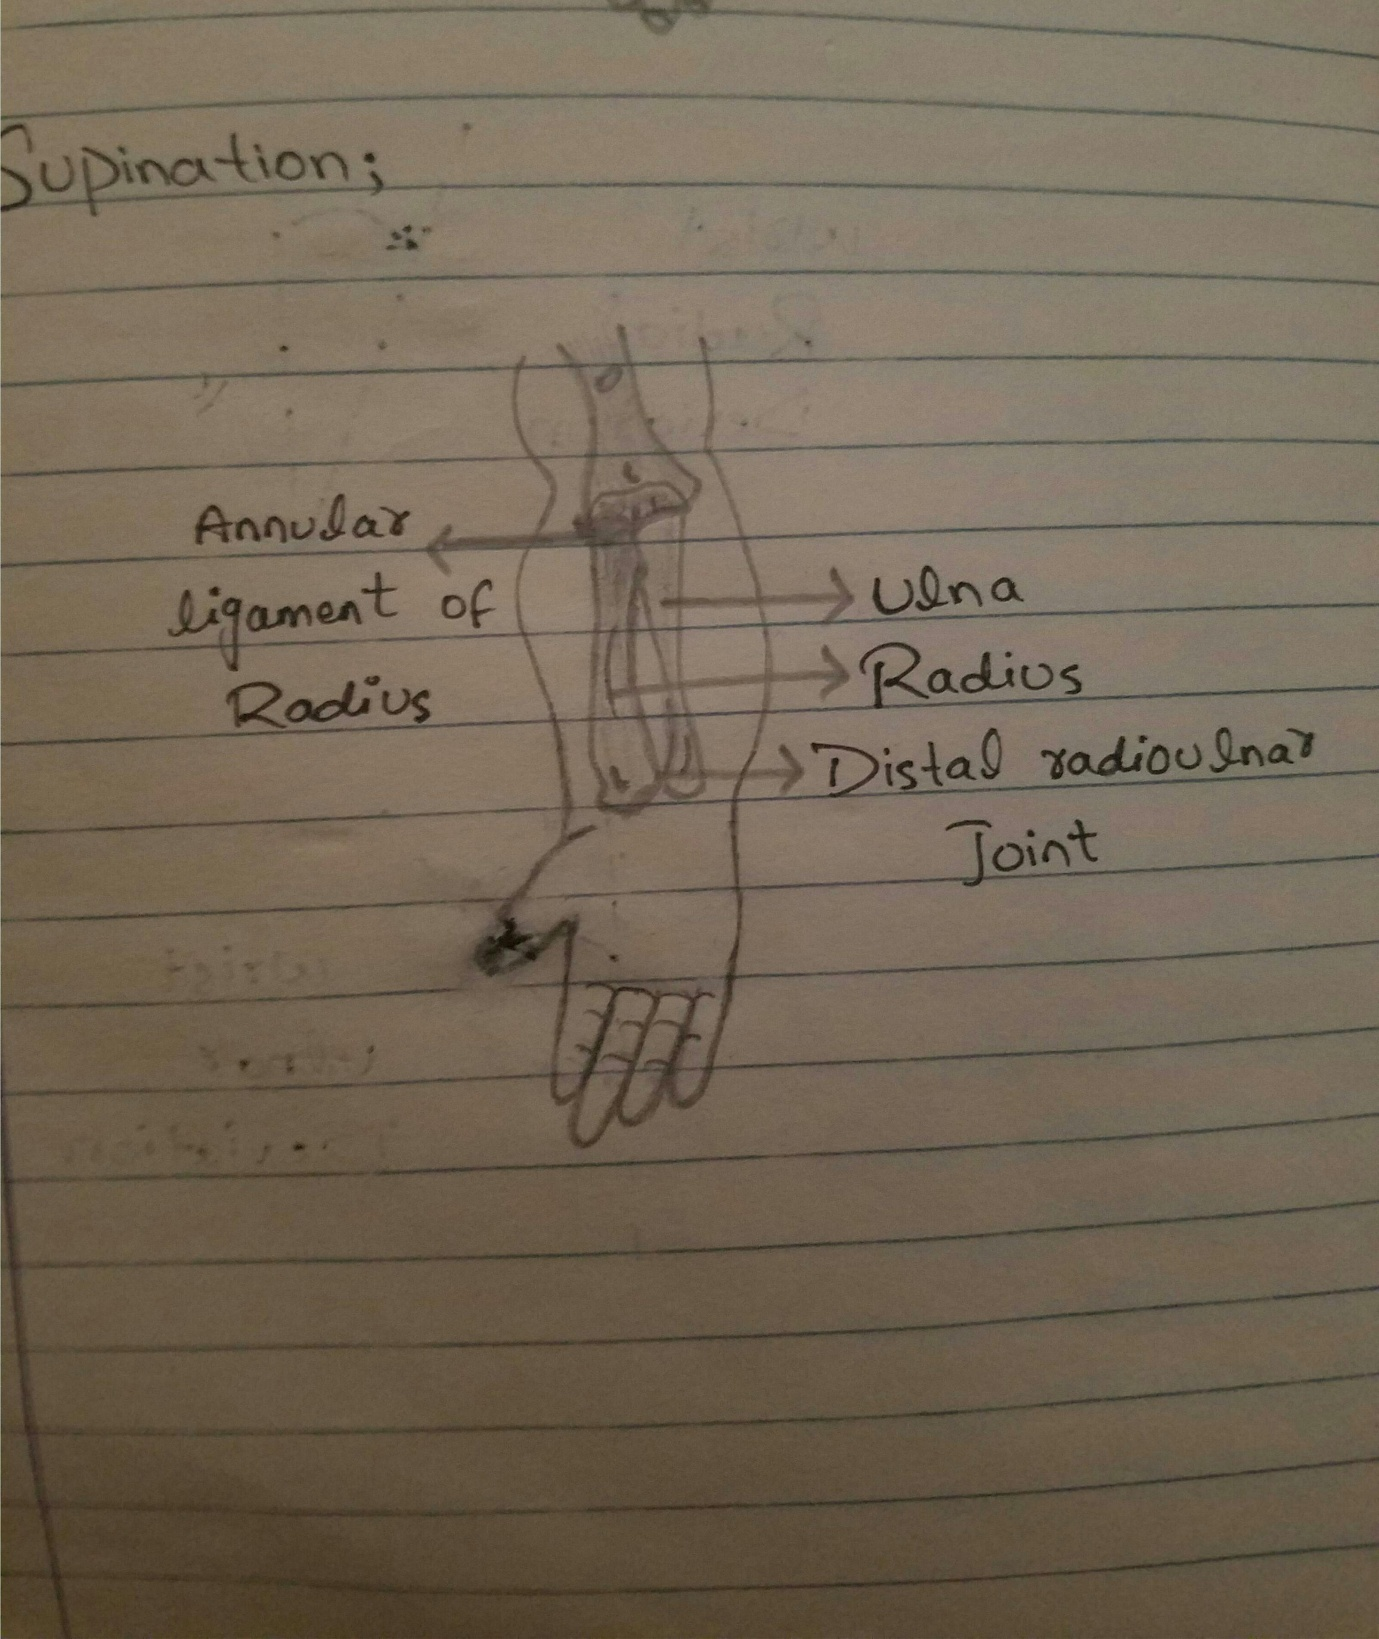 Supination;
Annular
ligament of
Radius
Ulna
Radius
Distal radioulnar
Joint